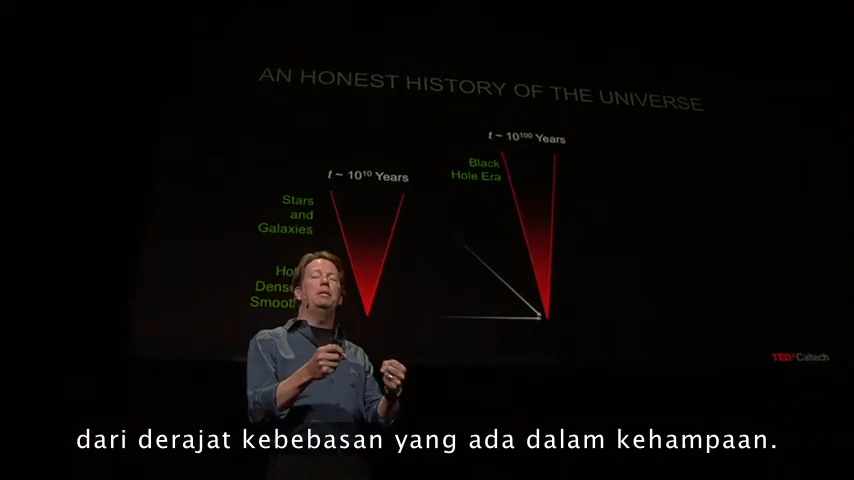 AN HONEST HISTORY OF THE UNIVERSE
t ~ 10¹⁰⁰ Years
Black
Hole Era
t ~ 10¹⁰ Years
Stars
and
Galaxies
Dense
TEDxCaltech
dari derajat kebebasan yang ada dalam kehampaan.